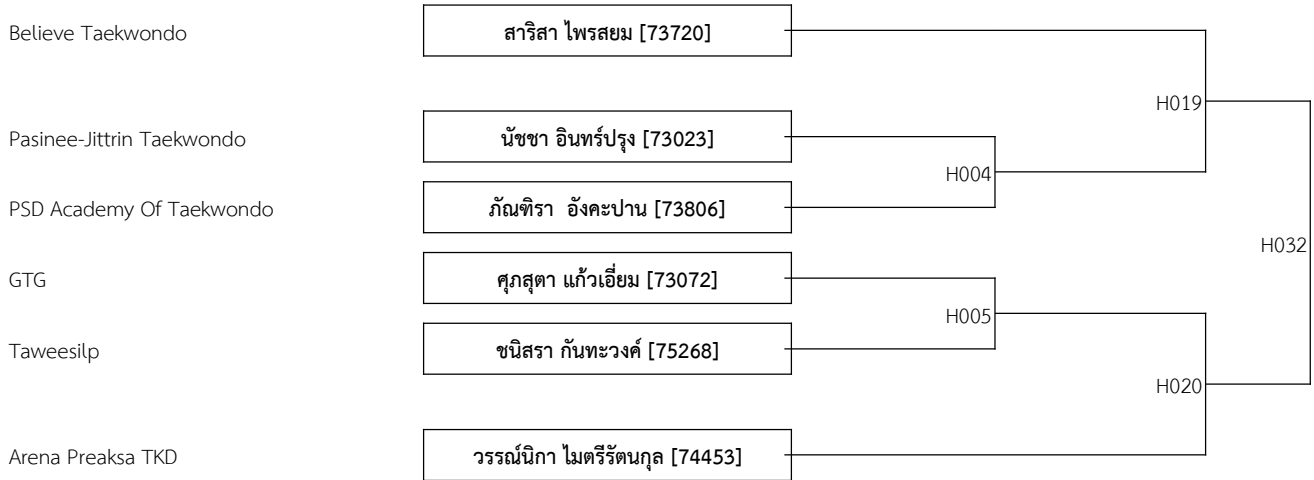 Believe Taekwondo สาริสา ไพรสยม [73720]
H019
Pasinee-Jittrin Taekwondo นัชชา อินทร์ปรุง [73023]
H004
PSD Academy Of Taekwondo ภัณฑิรา อังคะปาน [73806]
H032
GTG ศุภสุตา แก้วเอี่ยม [73072]
H005
Taweesilp ชนิสรา กันทะวงค์ [75268]
H020
Arena Preaksa TKD วรรณ์นิกา ไมตรีรัตนกุล [74453]